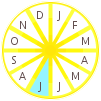 J F M A M J J A S O N D